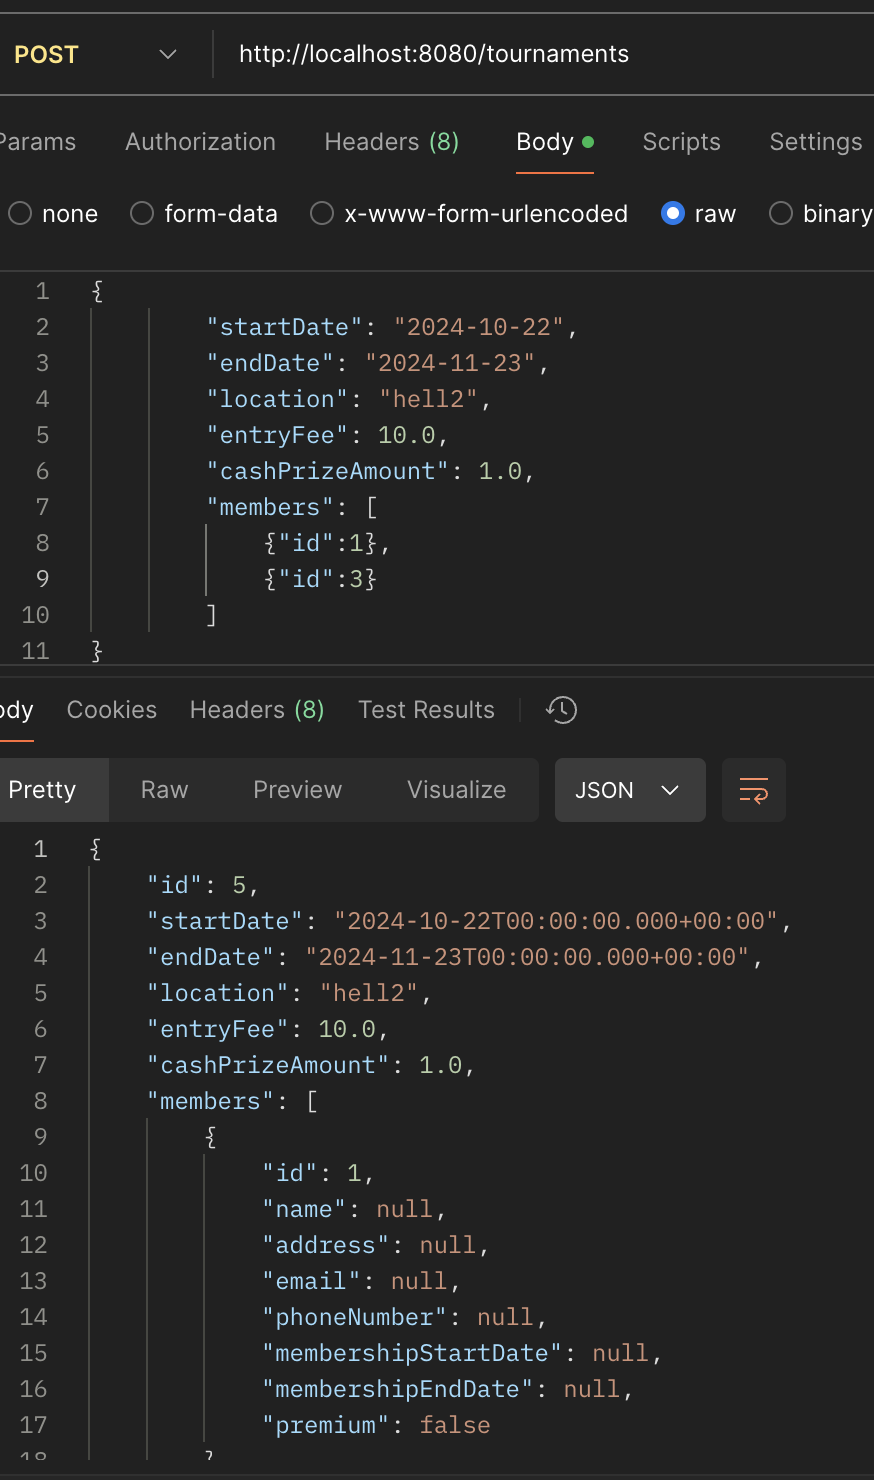 POST http://localhost:8080/tournaments
Params Authorization Headers (8) Body Scripts Settings
none form-data x-www-form-urlencoded raw binary
1 {
2 "startDate": "2024-10-22",
3 "endDate": "2024-11-23",
4 "location": "hell2",
5 "entryFee": 10.0,
6 "cashPrizeAmount": 1.0,
7 "members": [
8 {"id":1},
9 {"id":3}
10 ]
11 }
ody Cookies Headers (8) Test Results
Pretty Raw Preview Visualize JSON
1 {
2 "id": 5,
3 "startDate": "2024-10-22T00:00:00.000+00:00",
4 "endDate": "2024-11-23T00:00:00.000+00:00",
5 "location": "hell2",
6 "entryFee": 10.0,
7 "cashPrizeAmount": 1.0,
8 "members": [
9 {
10 "id": 1,
11 "name": null,
12 "address": null,
13 "email": null,
14 "phoneNumber": null,
15 "membershipStartDate": null,
16 "membershipEndDate": null,
17 "premium": false
18 }